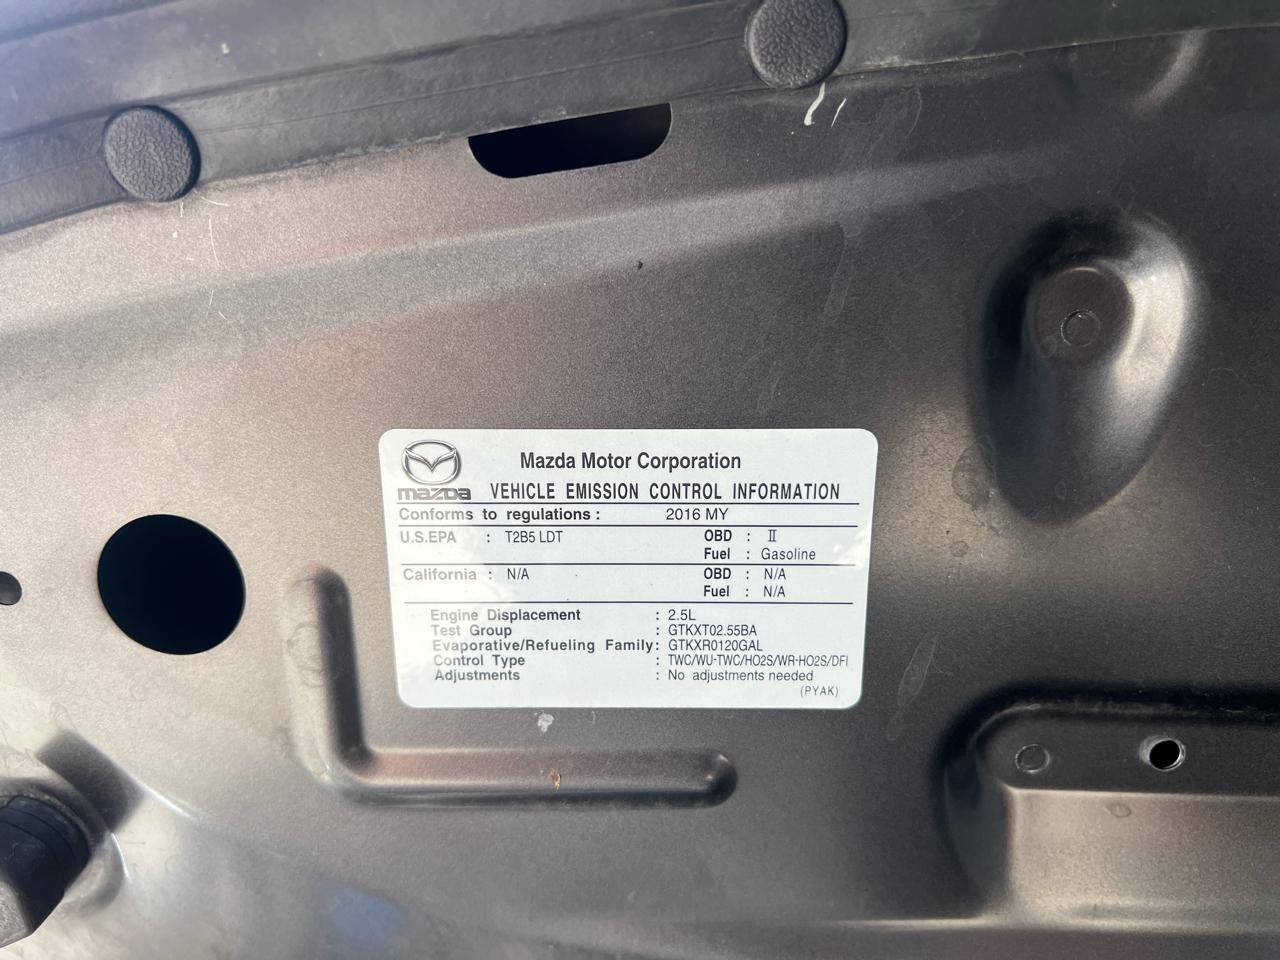 Mazda Motor Corporation
mazda VEHICLE EMISSION CONTROL INFORMATION
Conforms to regulations : 2016 MY
U.S.EPA : T2B5 LDT OBD : II
Fuel : Gasoline
California : N/A OBD : N/A
Fuel : N/A
Engine Displacement : 2.5L
Test Group : GTKXT02.55BA
Evaporative/Refueling Family: GTKXR0120GAL
Control Type : TWC/WU-TWC/HO2S/WR-HO2S/DFI
Adjustments : No adjustments needed
(PYAK)